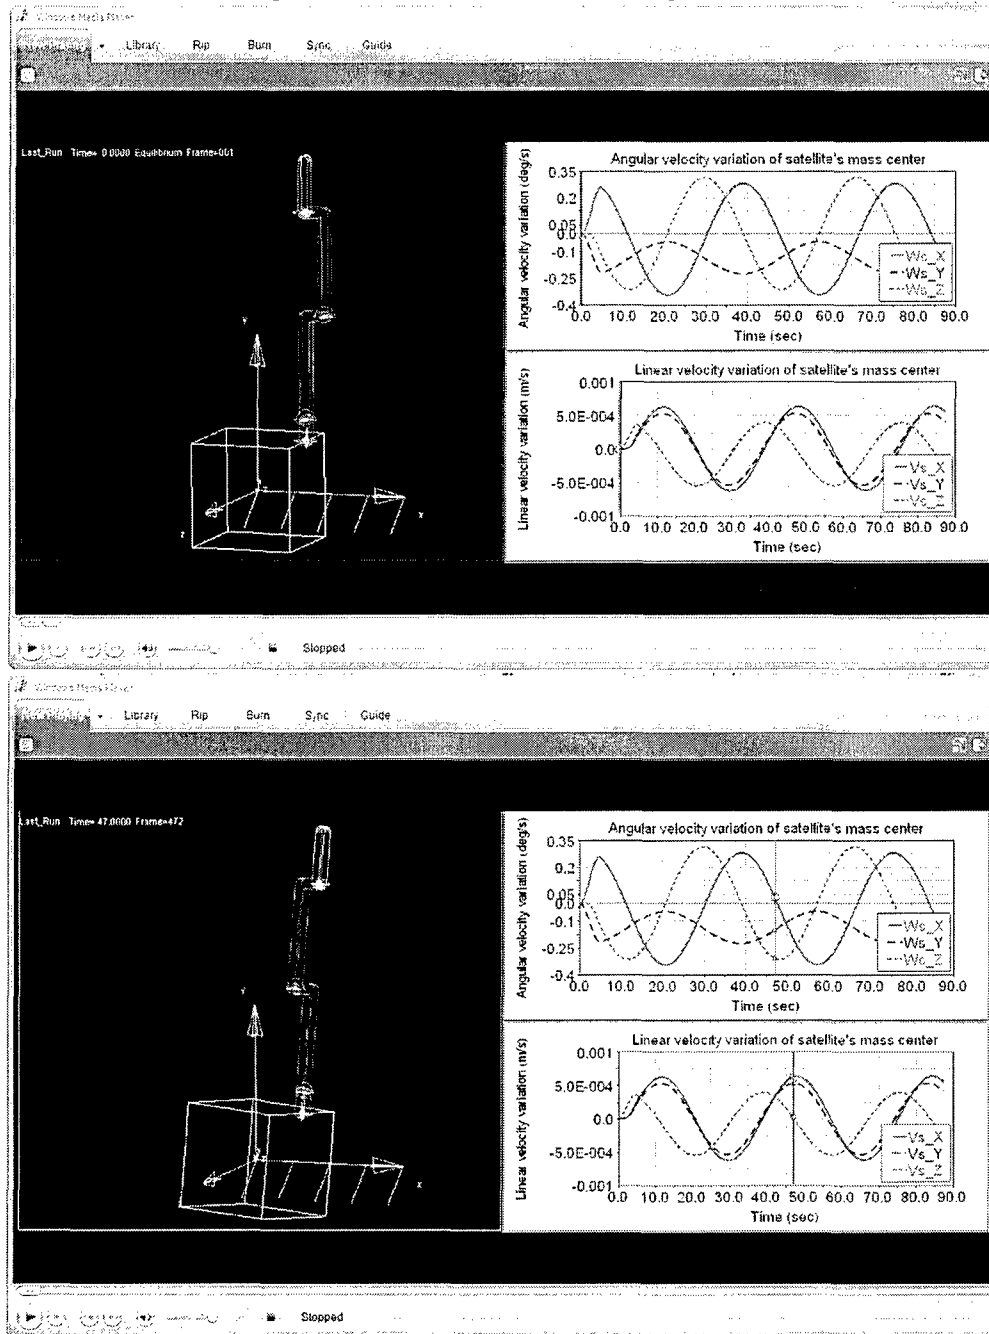 Windows Media Player
Library Rip Burn Sync Guide
Last_Run Time= 0.0000 Equilibrium Frame=001
Angular velocity variation of satellite's mass center
Angular velocity variation (deg/s)
0.35
0.2
0.05
0.0
-0.1
-0.25
-0.4
Ws_X
Ws_Y
Ws_Z
0.0 10.0 20.0 30.0 40.0 50.0 60.0 70.0 80.0 90.0
Time (sec)
Linear velocity variation of satellite's mass center
Linear velocity variation (m/s)
0.001
5.0E-004
0.0
-5.0E-004
-0.001
Vs_X
Vs_Y
Vs_Z
0.0 10.0 20.0 30.0 40.0 50.0 60.0 70.0 80.0 90.0
Time (sec)
Y
Z
X
Stopped
Windows Media Player
Library Rip Burn Sync Guide
Last_Run Time= 47.0000 Frame=472
Angular velocity variation of satellite's mass center
Angular velocity variation (deg/s)
0.35
0.2
0.05
0.0
-0.1
-0.25
-0.4
Ws_X
Ws_Y
Ws_Z
0.0 10.0 20.0 30.0 40.0 50.0 60.0 70.0 80.0 90.0
Time (sec)
Linear velocity variation of satellite's mass center
Linear velocity variation (m/s)
0.001
5.0E-004
0.0
-5.0E-004
-0.001
Vs_X
Vs_Y
Vs_Z
0.0 10.0 20.0 30.0 40.0 50.0 60.0 70.0 80.0 90.0
Time (sec)
Y
X
Stopped